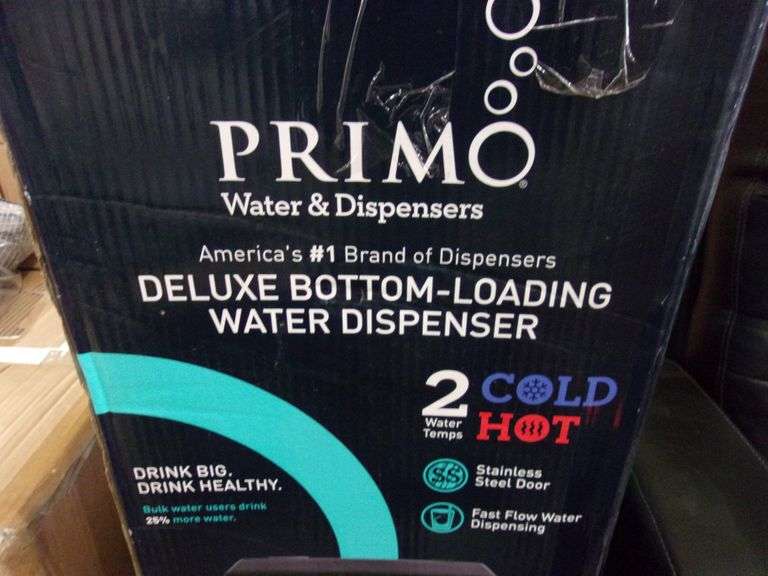 PRIMO®
Water & Dispensers
America's #1 Brand of Dispensers
DELUXE BOTTOM-LOADING
WATER DISPENSER
2 COLD
Water Temps HOT
SS Stainless
Steel Door
Fast Flow Water
Dispensing
DRINK BIG.
DRINK HEALTHY.
Bulk water users drink
25% more water.